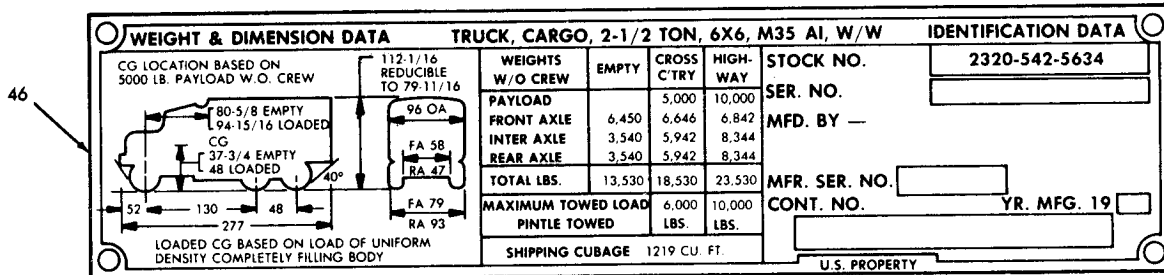 46
WEIGHT & DIMENSION DATA
TRUCK, CARGO, 2-1/2 TON, 6X6, M35 AI, W/W
IDENTIFICATION DATA
CG LOCATION BASED ON
5000 LB. PAYLOAD W.O. CREW
112-1/16
REDUCIBLE
TO 79-11/16
80-5/8 EMPTY
94-15/16 LOADED
96 OA
CG
37-3/4 EMPTY
48 LOADED
FA 58
RA 47
40°
52 130 48
277
FA 79
RA 93
LOADED CG BASED ON LOAD OF UNIFORM
DENSITY COMPLETELY FILLING BODY
WEIGHTS W/O CREW EMPTY CROSS C'TRY HIGH-WAY
PAYLOAD 5,000 10,000
FRONT AXLE 6,450 6,646 6,842
INTER AXLE 3,540 5,942 8,344
REAR AXLE 3,540 5,942 8,344
TOTAL LBS. 13,530 18,530 23,530
MAXIMUM TOWED LOAD 6,000 10,000
PINTLE TOWED LBS. LBS.
SHIPPING CUBAGE 1219 CU. FT.
STOCK NO. 2320-542-5634
SER. NO.
MFD. BY —
MFR. SER. NO.
CONT. NO. YR. MFG. 19
U.S. PROPERTY